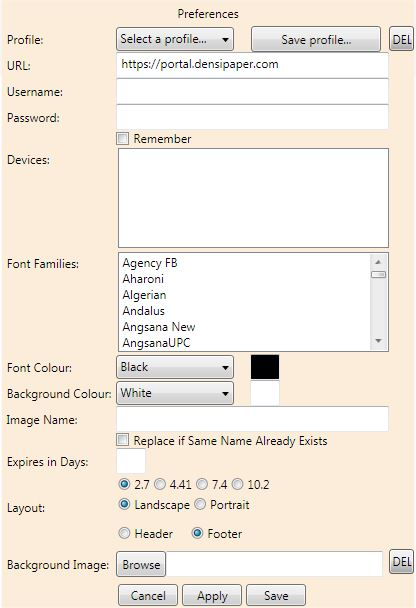 Preferences
Profile: Select a profile... Save profile... DEL
URL: https://portal.densipaper.com
Username:
Password:
Remember
Devices:
Font Families: Agency FB
Aharoni
Algerian
Andalus
Angsana New
AngsanaUPC
Font Colour: Black
Background Colour: White
Image Name:
Replace if Same Name Already Exists
Expires in Days:
2.7 4.41 7.4 10.2
Layout: Landscape Portrait
Header Footer
Background Image: Browse DEL
Cancel Apply Save